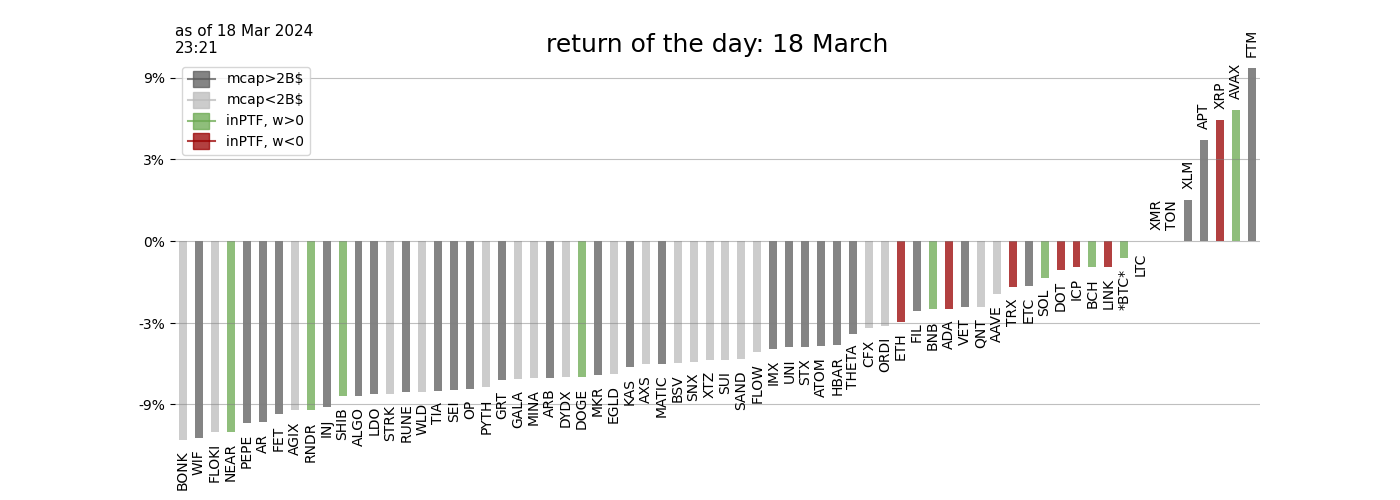 as of 18 Mar 2024
23:21
return of the day: 18 March
mcap>2B$
mcap<2B$
inPTF, w>0
inPTF, w<0
9%
3%
0%
-3%
-9%
BONK
WIF
FLOKI
NEAR
PEPE
AR
FET
AGIX
RNDR
INJ
SHIB
ALGO
LDO
STRK
RUNE
WLD
TIA
SEI
OP
PYTH
GRT
GALA
MINA
ARB
DYDX
DOGE
MKR
EGLD
KAS
AXS
MATIC
BSV
SNX
XTZ
SUI
SAND
FLOW
IMX
UNI
STX
ATOM
HBAR
THETA
CFX
ORDI
ETH
FIL
BNB
ADA
VET
QNT
AAVE
TRX
ETC
SOL
DOT
ICP
BCH
LINK
*BTC*
LTC
XMR
TON
XLM
APT
XRP
AVAX
FTM